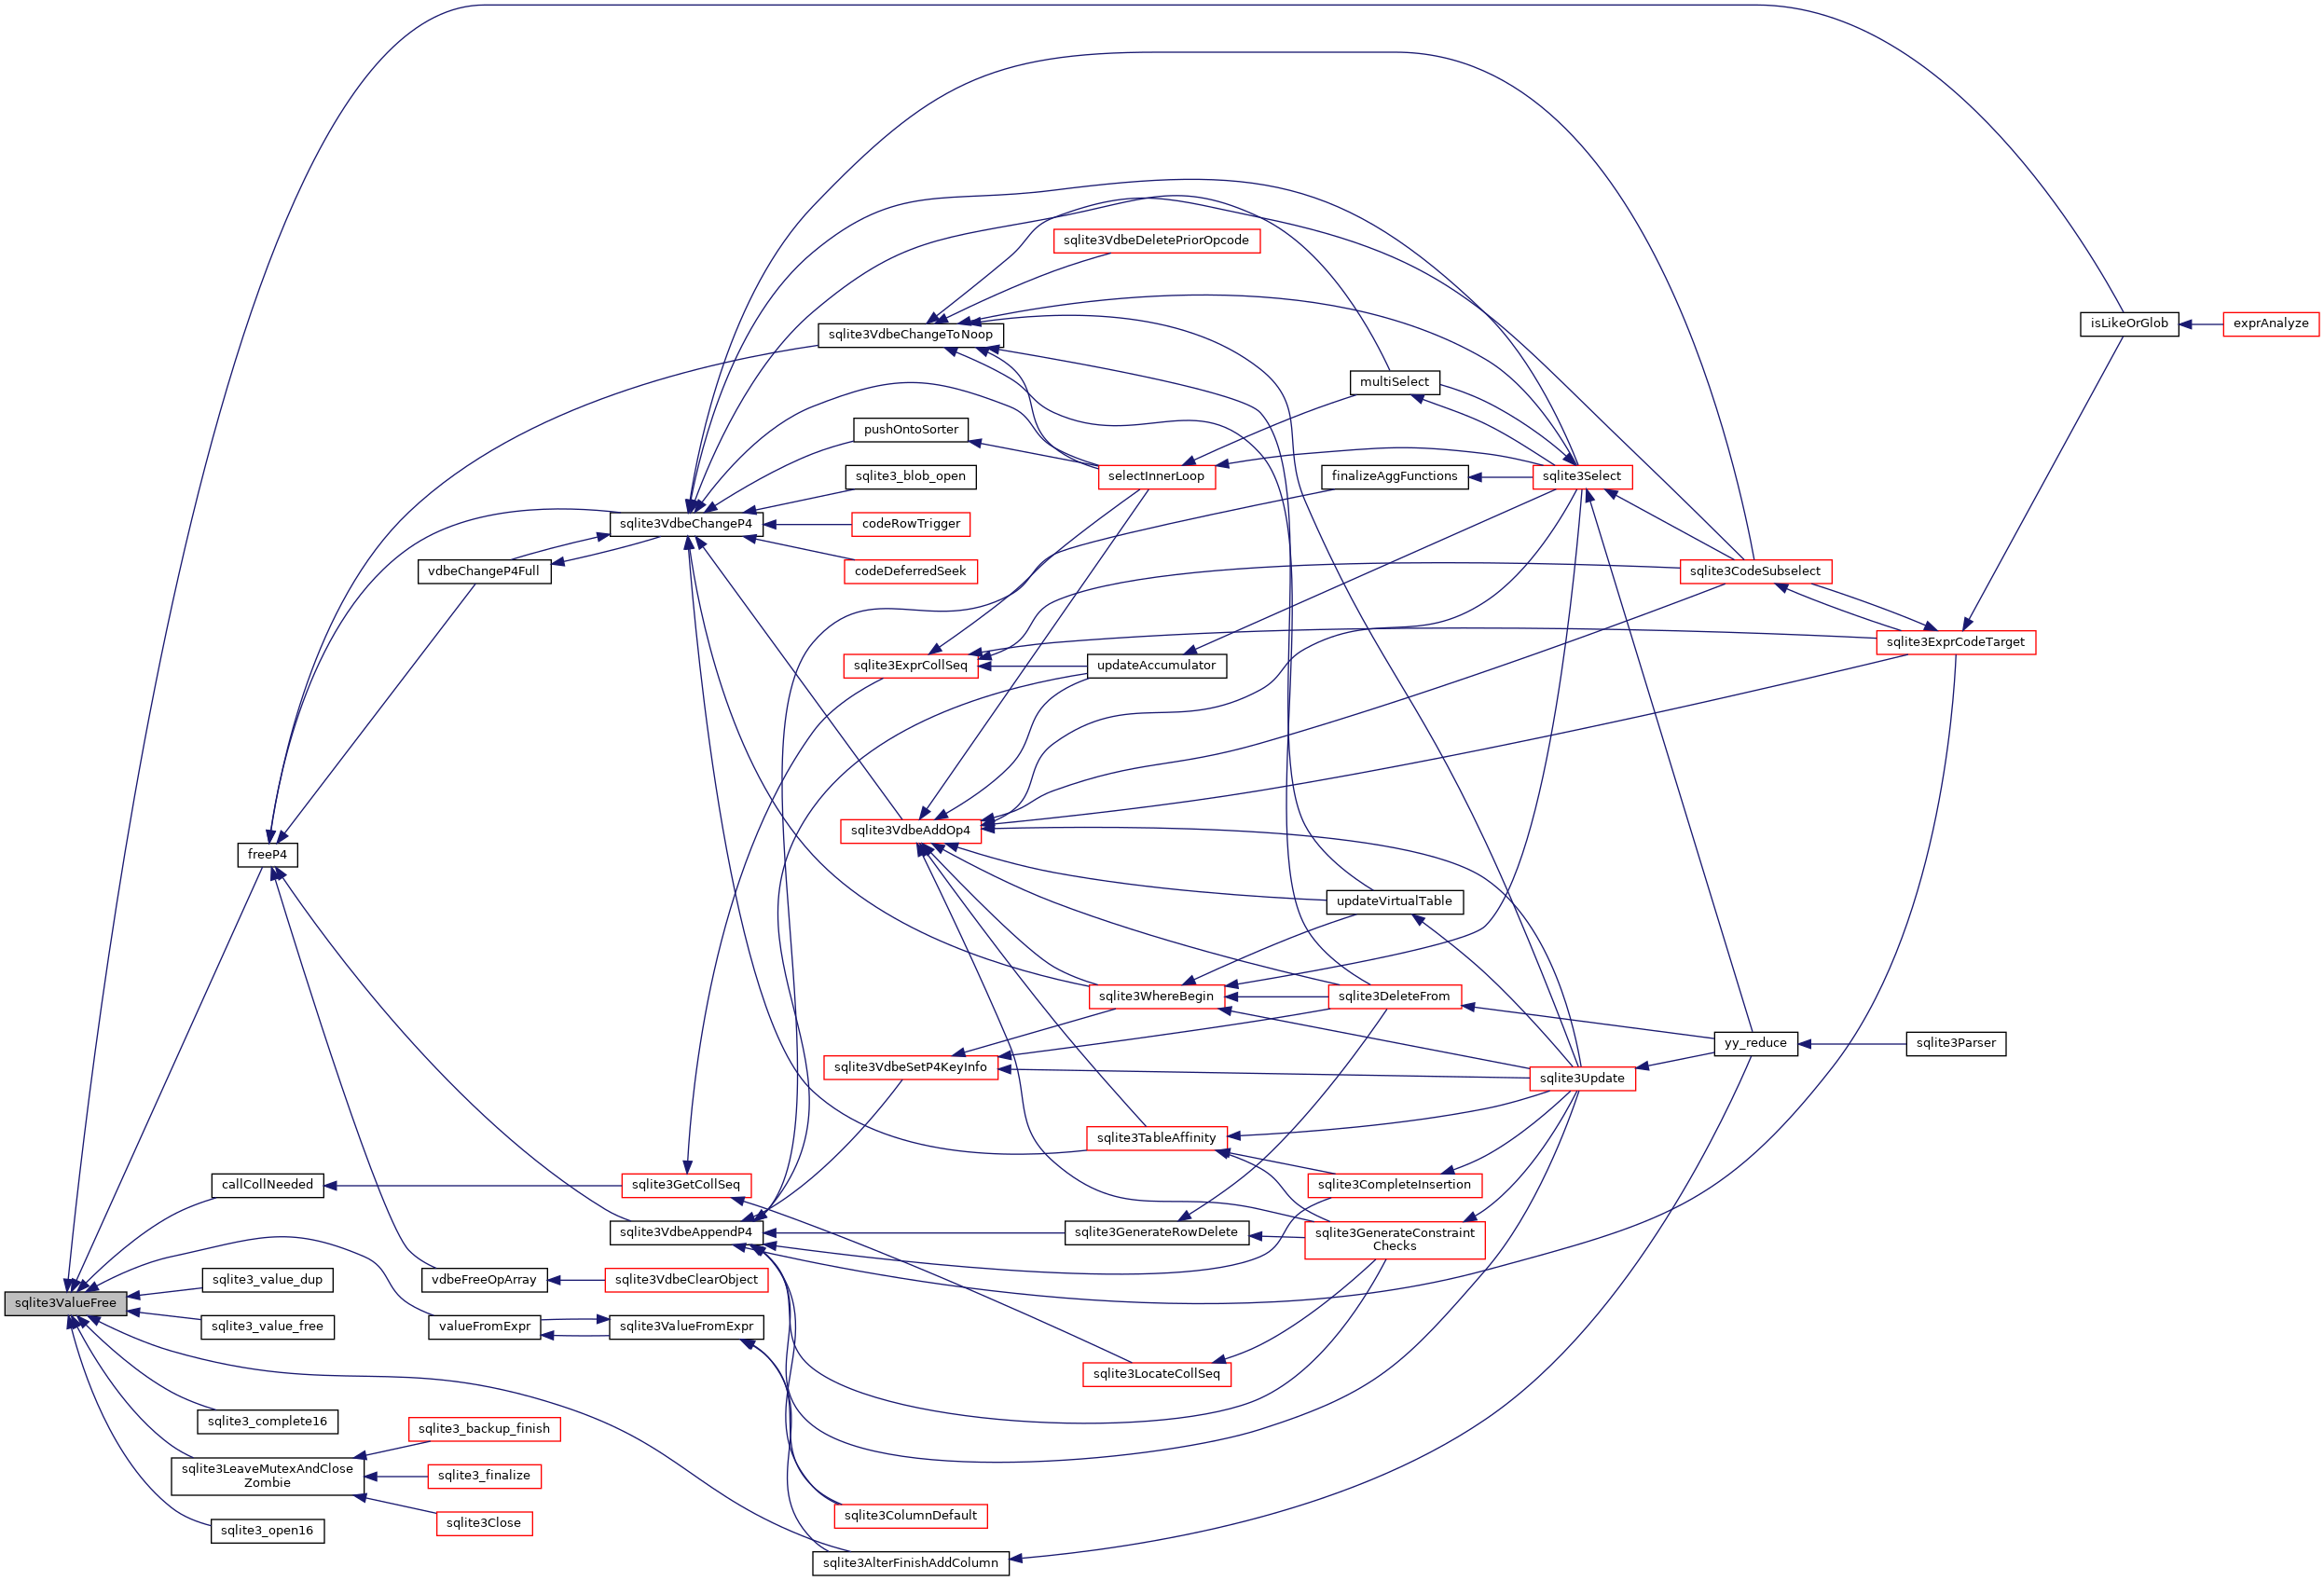 sqlite3VdbeDeletePriorOpcode
sqlite3VdbeChangeToNoop
isLikeOrGlob
exprAnalyze
multiSelect
pushOntoSorter
sqlite3_blob_open
selectInnerLoop
finalizeAggFunctions
sqlite3Select
sqlite3VdbeChangeP4
codeRowTrigger
vdbeChangeP4Full
codeDeferredSeek
sqlite3CodeSubselect
sqlite3ExprCodeTarget
sqlite3ExprCollSeq
updateAccumulator
sqlite3VdbeAddOp4
freeP4
updateVirtualTable
sqlite3WhereBegin
sqlite3DeleteFrom
yy_reduce
sqlite3Parser
sqlite3VdbeSetP4KeyInfo
sqlite3Update
sqlite3TableAffinity
callCollNeeded
sqlite3GetCollSeq
sqlite3CompleteInsertion
sqlite3VdbeAppendP4
sqlite3GenerateRowDelete
sqlite3GenerateConstraint
Checks
sqlite3_value_dup
vdbeFreeOpArray
sqlite3VdbeClearObject
sqlite3ValueFree
sqlite3_value_free
valueFromExpr
sqlite3ValueFromExpr
sqlite3LocateCollSeq
sqlite3_complete16
sqlite3_backup_finish
sqlite3LeaveMutexAndClose
Zombie
sqlite3_finalize
sqlite3Close
sqlite3ColumnDefault
sqlite3_open16
sqlite3AlterFinishAddColumn